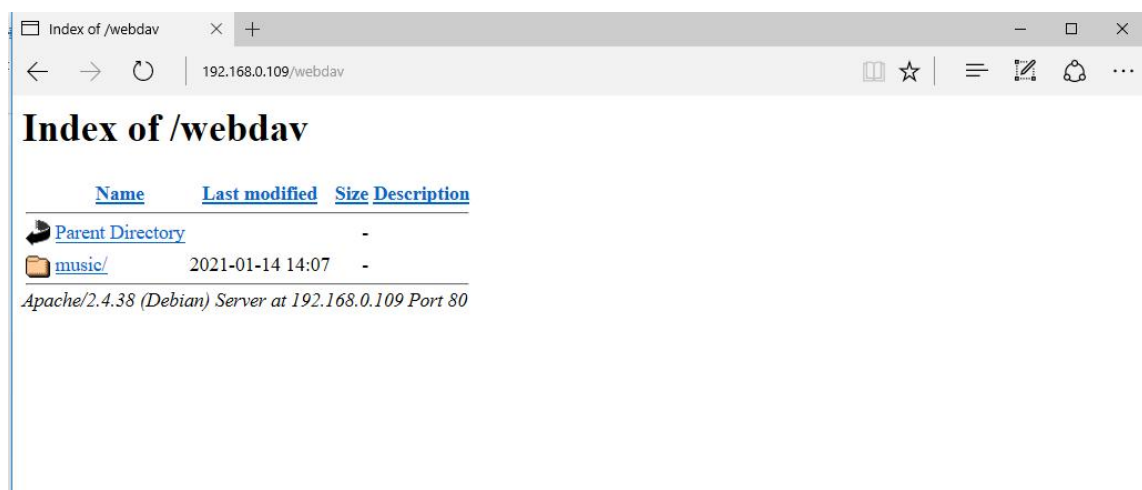 Index of /webdav
192.168.0.109/webdav
Index of /webdav
Name Last modified Size Description
Parent Directory -
music/ 2021-01-14 14:07 -
Apache/2.4.38 (Debian) Server at 192.168.0.109 Port 80